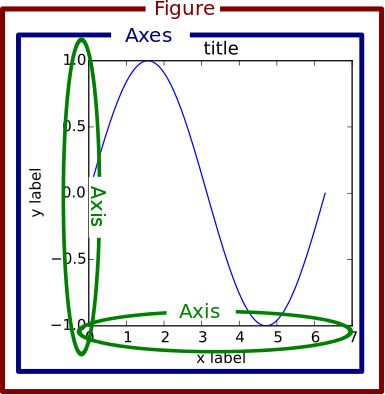 Figure
Axes
title
1.0
0.5
0.0
−0.5
−1.0
y label
Axis
Axis
0 1 2 3 4 5 6 7
x label